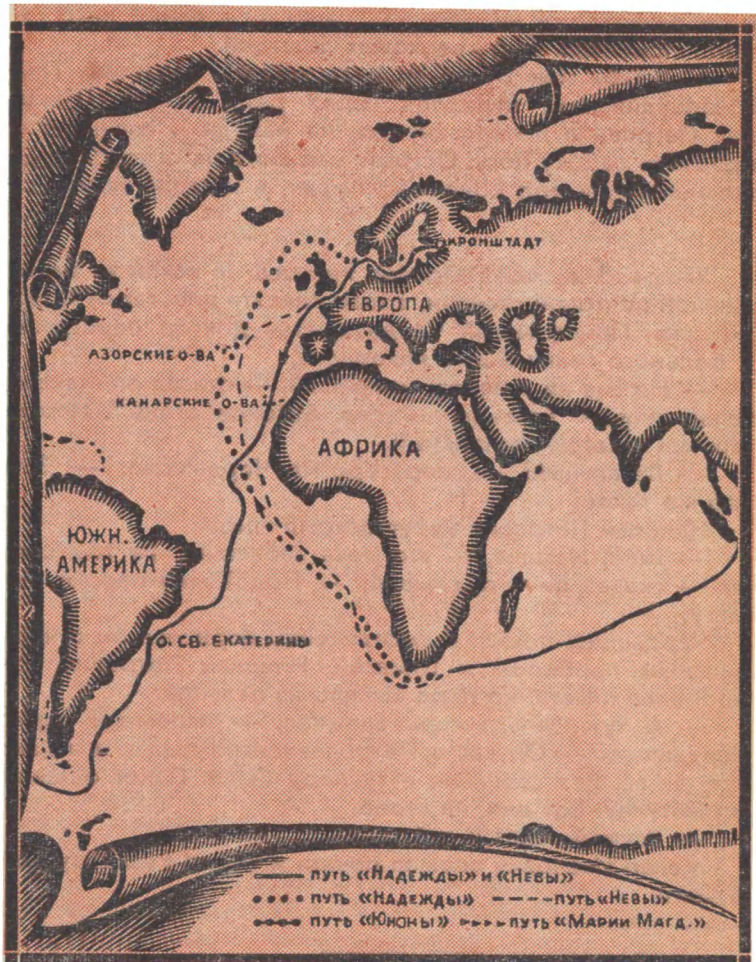 КРОНШТАДТ
ЕВРОПА
АЗОРСКИЕ О-ВА
КАНАРСКИЕ О-ВА
АФРИКА
ЮЖН.
АМЕРИКА
О. СВ. ЕКАТЕРИНЫ
ПУТЬ «НАДЕЖДЫ» И «НЕВЫ»
ПУТЬ «НАДЕЖДЫ» ПУТЬ «НЕВЫ»
ПУТЬ «ЮНОНЫ» ПУТЬ «МАРИИ МАГД.»